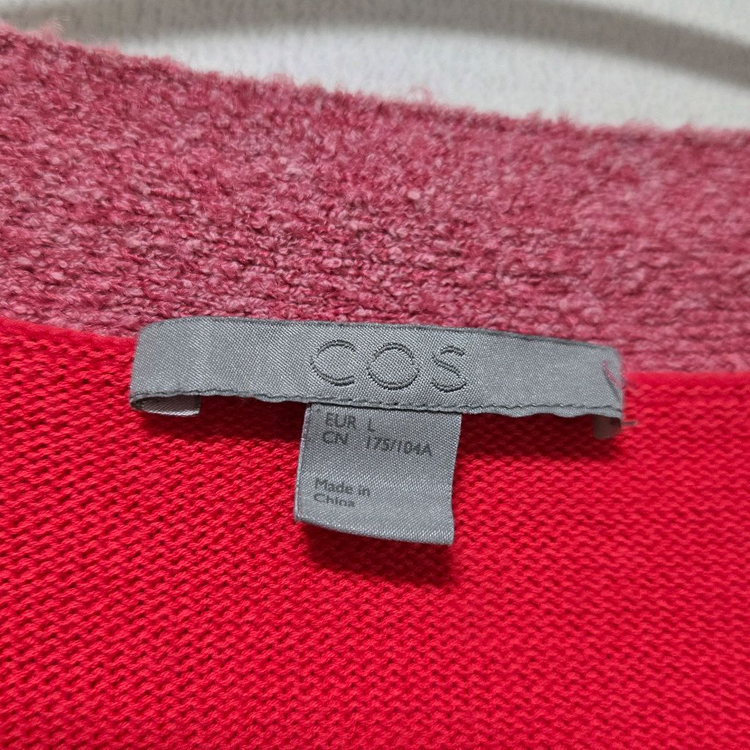 COS
EUR L
CN 175/104A
Made in
China